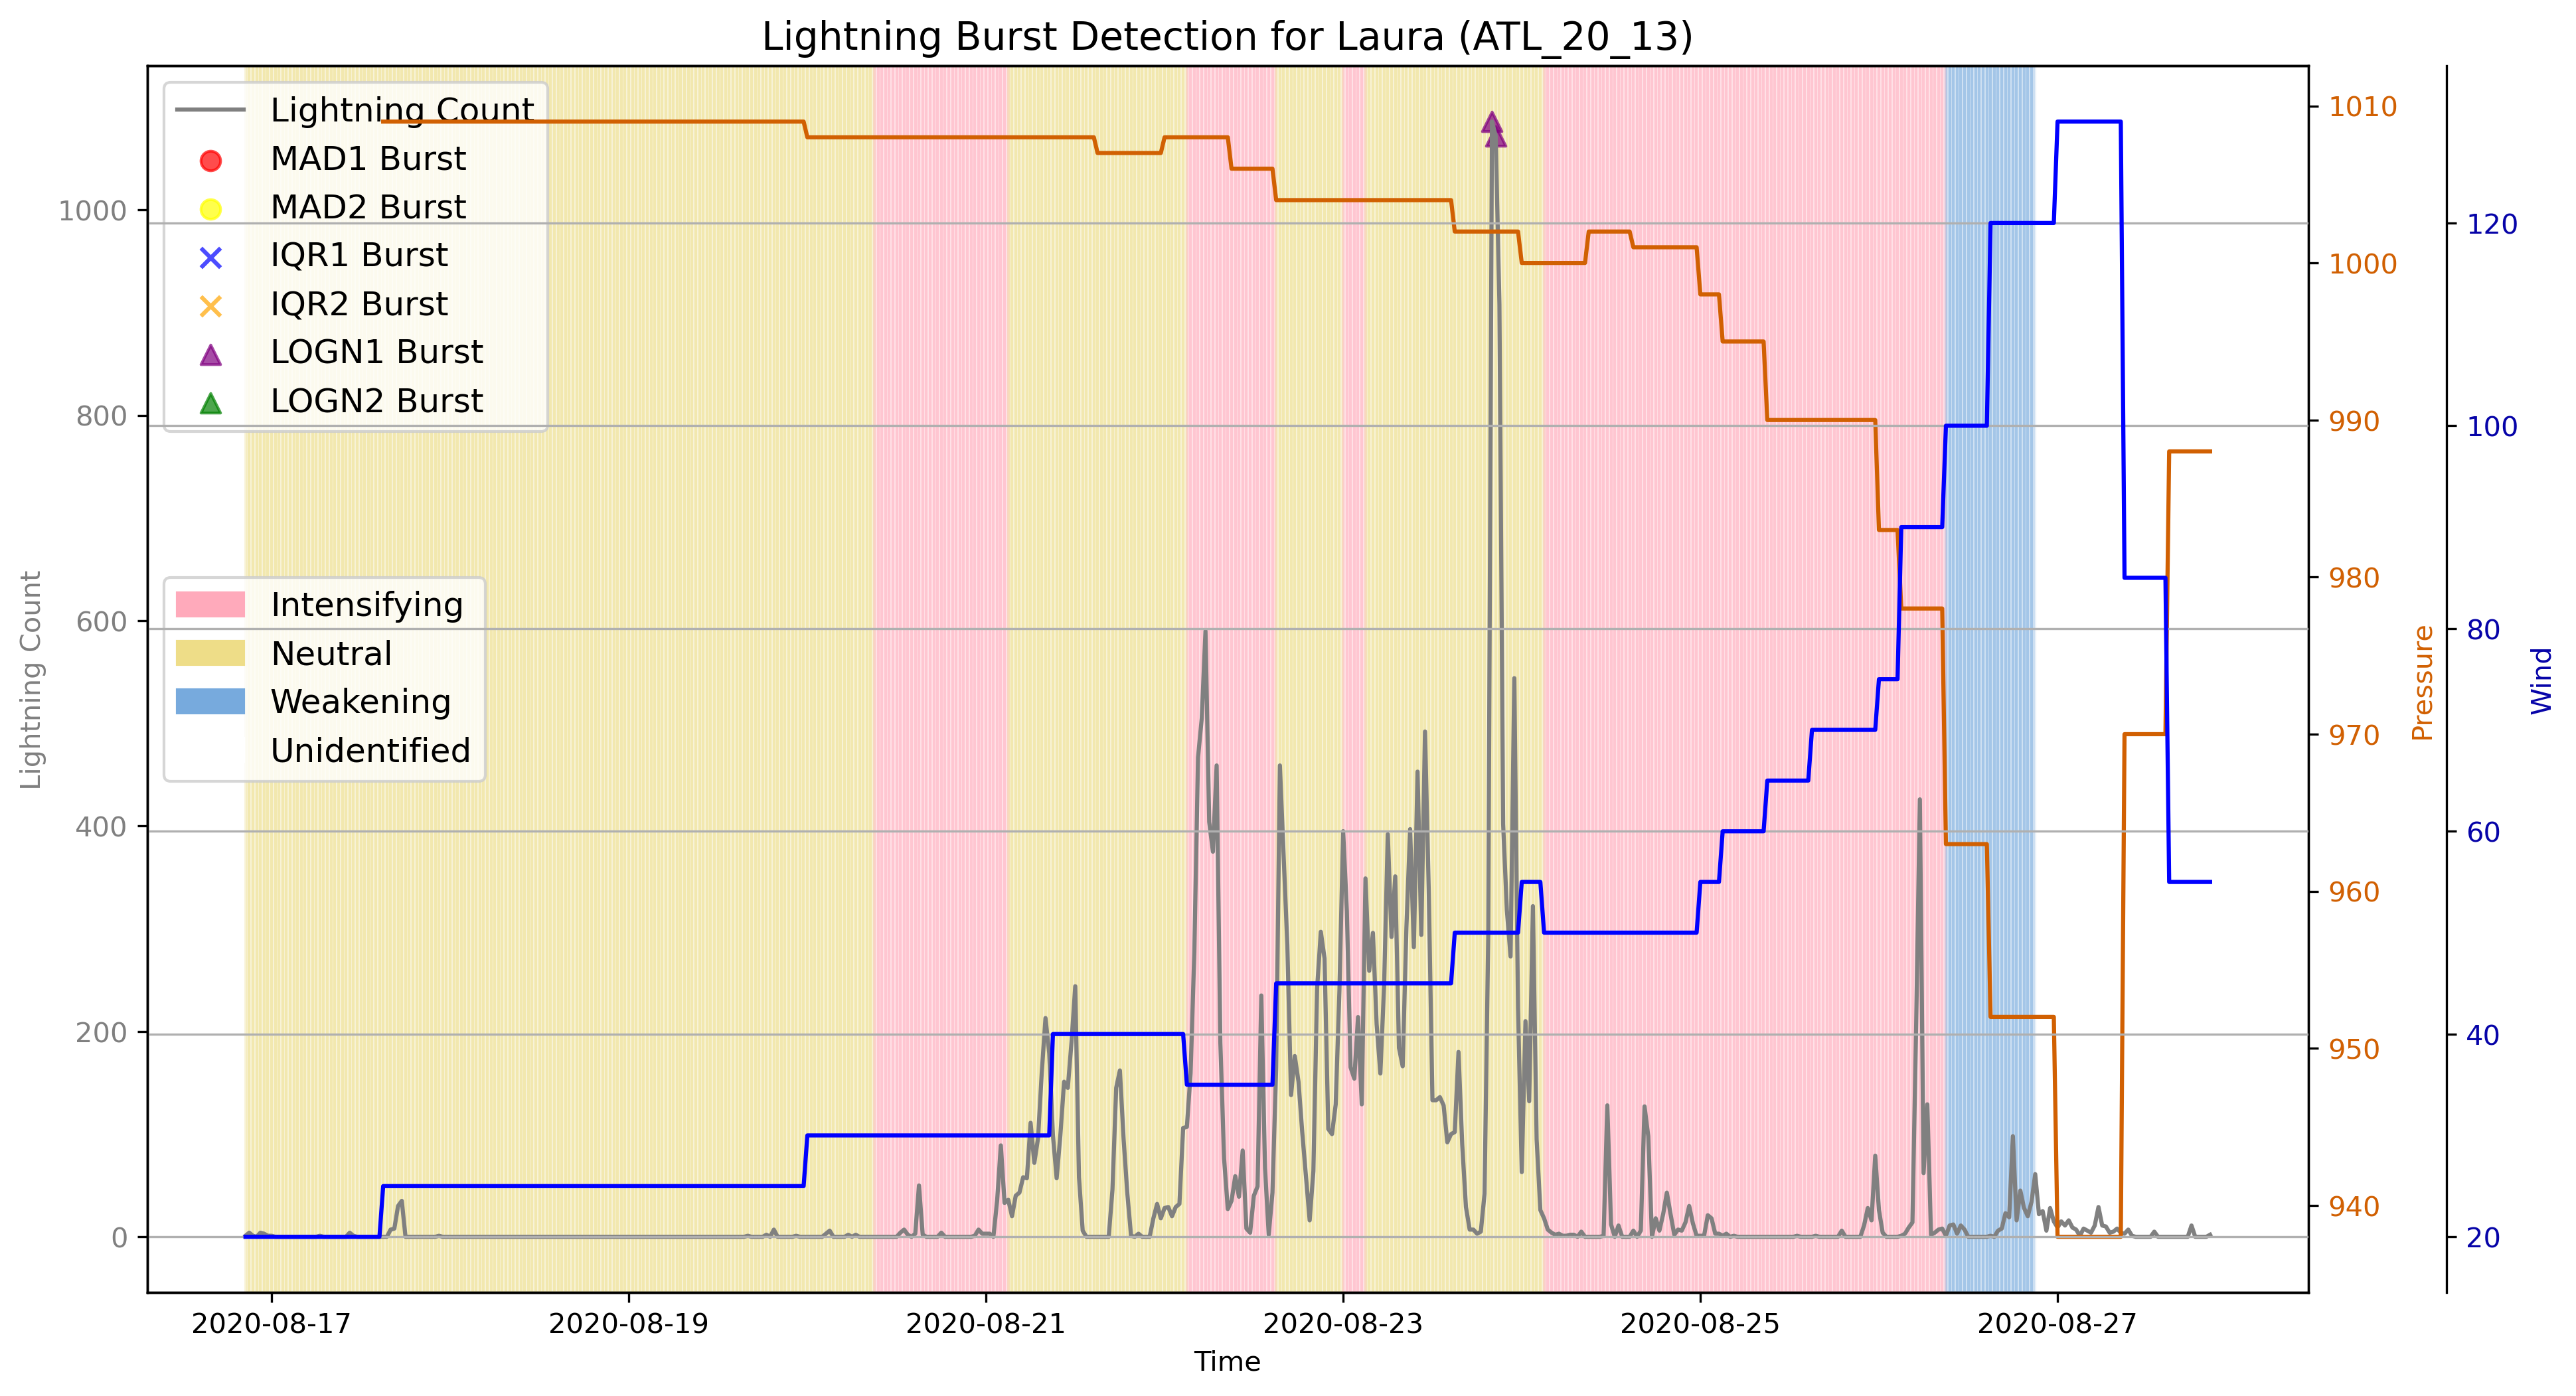 Lightning Burst Detection for Laura (ATL_20_13)
Lightning Count
MAD1 Burst
MAD2 Burst
IQR1 Burst
IQR2 Burst
LOGN1 Burst
LOGN2 Burst
Intensifying
Neutral
Weakening
Unidentified
Lightning Count
1000
800
600
400
200
0
1010
1000
990
980
970
960
950
940
Pressure
120
100
80
60
40
20
Wind
2020-08-17
2020-08-19
2020-08-21
2020-08-23
2020-08-25
2020-08-27
Time